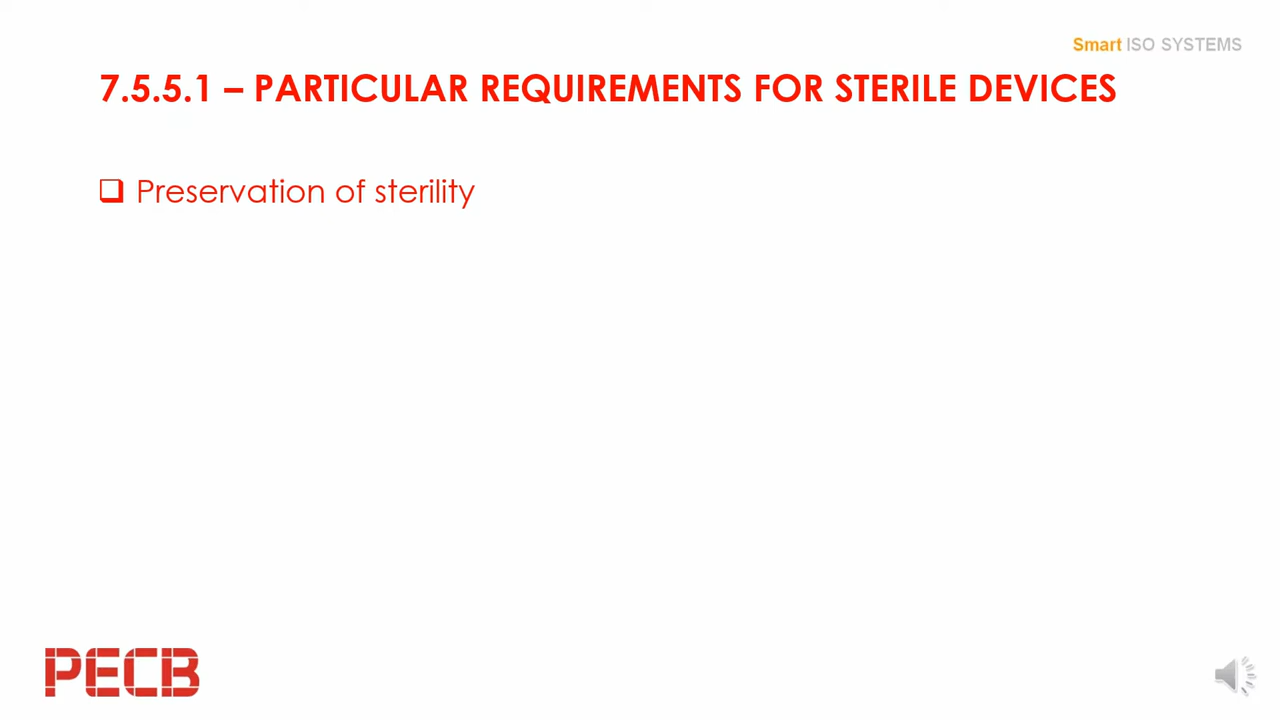 Smart ISO SYSTEMS
7.5.5.1 – PARTICULAR REQUIREMENTS FOR STERILE DEVICES
Preservation of sterility
PECB